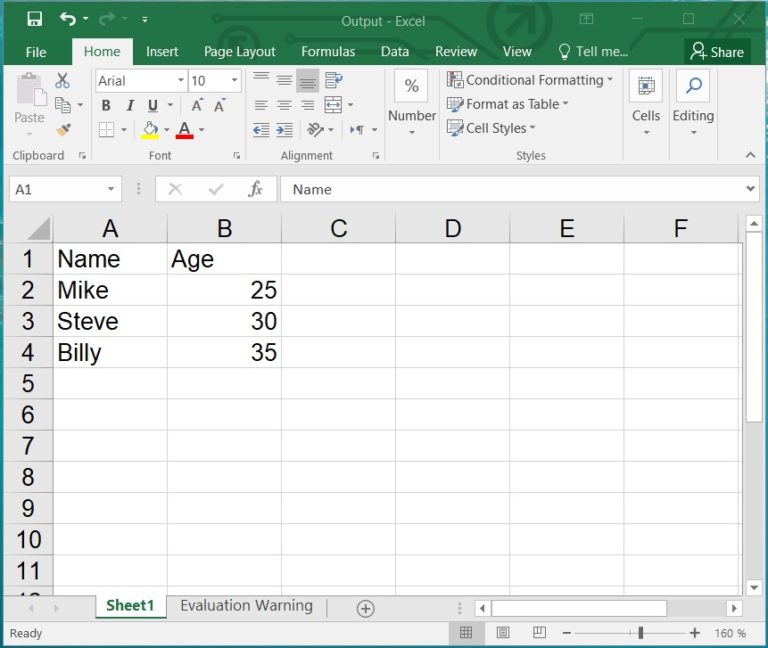 Output - Excel
File Home Insert Page Layout Formulas Data Review View Tell me... Share
Paste
Clipboard
Arial 10
B I U A A
A
Font
Alignment
%
Number
Conditional Formatting
Format as Table
Cell Styles
Styles
Cells
Editing
A1 fx Name
A B C D E F
1 Name Age
2 Mike 25
3 Steve 30
4 Billy 35
5
6
7
8
9
10
11
Sheet1 Evaluation Warning
Ready 160 %